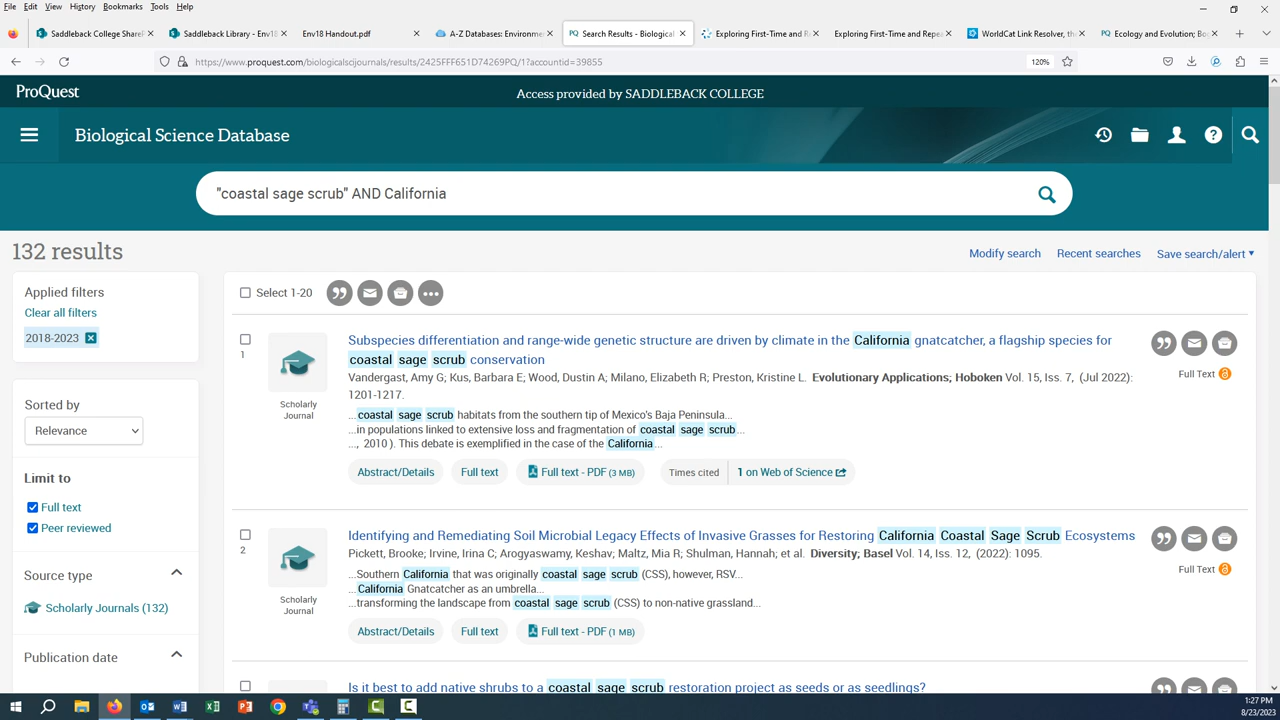 File Edit View History Bookmarks Tools Help
Saddleback College ShareP
Saddleback Library - Env18 -
Env18 Handout.pdf
A-Z Databases: Environme
PQ Search Results - Biological
Exploring First-Time and R
Exploring First-Time and Repea
WorldCat Link Resolver, the
PQ Ecology and Evolution; Bo
https://www.proquest.com/biologicalscijournals/results/2425FFF651D74269PQ/1?accountid=39855
120%
ProQuest
Access provided by SADDLEBACK COLLEGE
Biological Science Database
"coastal sage scrub" AND California
132 results
Modify search Recent searches Save search/alert
Applied filters
Clear all filters
2018-2023
Sorted by
Relevance
Limit to
Full text
Peer reviewed
Source type
Scholarly Journals (132)
Publication date
Select 1-20
1
Scholarly
Journal
Subspecies differentiation and range-wide genetic structure are driven by climate in the California gnatcatcher, a flagship species for
coastal sage scrub conservation
Vandergast, Amy G; Kus, Barbara E; Wood, Dustin A; Milano, Elizabeth R; Preston, Kristine L. Evolutionary Applications; Hoboken Vol. 15, Iss. 7, (Jul 2022):
1201-1217.
...coastal sage scrub habitats from the southern tip of Mexico's Baja Peninsula...
...in populations linked to extensive loss and fragmentation of coastal sage scrub...
..., 2010 ). This debate is exemplified in the case of the California...
Abstract/Details Full text Full text - PDF (3 MB) Times cited 1 on Web of Science
Full Text
2
Scholarly
Journal
Identifying and Remediating Soil Microbial Legacy Effects of Invasive Grasses for Restoring California Coastal Sage Scrub Ecosystems
Pickett, Brooke; Irvine, Irina C; Arogyaswamy, Keshav; Maltz, Mia R; Shulman, Hannah; et al. Diversity; Basel Vol. 14, Iss. 12, (2022): 1095.
...Southern California that was originally coastal sage scrub (CSS), however, RSV...
...California Gnatcatcher as an umbrella...
...transforming the landscape from coastal sage scrub (CSS) to non-native grassland...
Abstract/Details Full text Full text - PDF (1 MB)
Full Text
Is it best to add native shrubs to a coastal sage scrub restoration project as seeds or as seedlings?
1:27 PM
8/23/2023